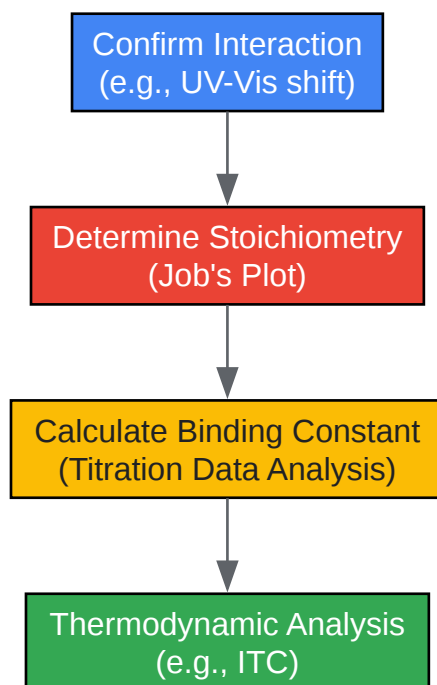 Confirm Interaction
(e.g., UV-Vis shift)
Determine Stoichiometry
(Job's Plot)
Calculate Binding Constant
(Titration Data Analysis)
Thermodynamic Analysis
(e.g., ITC)